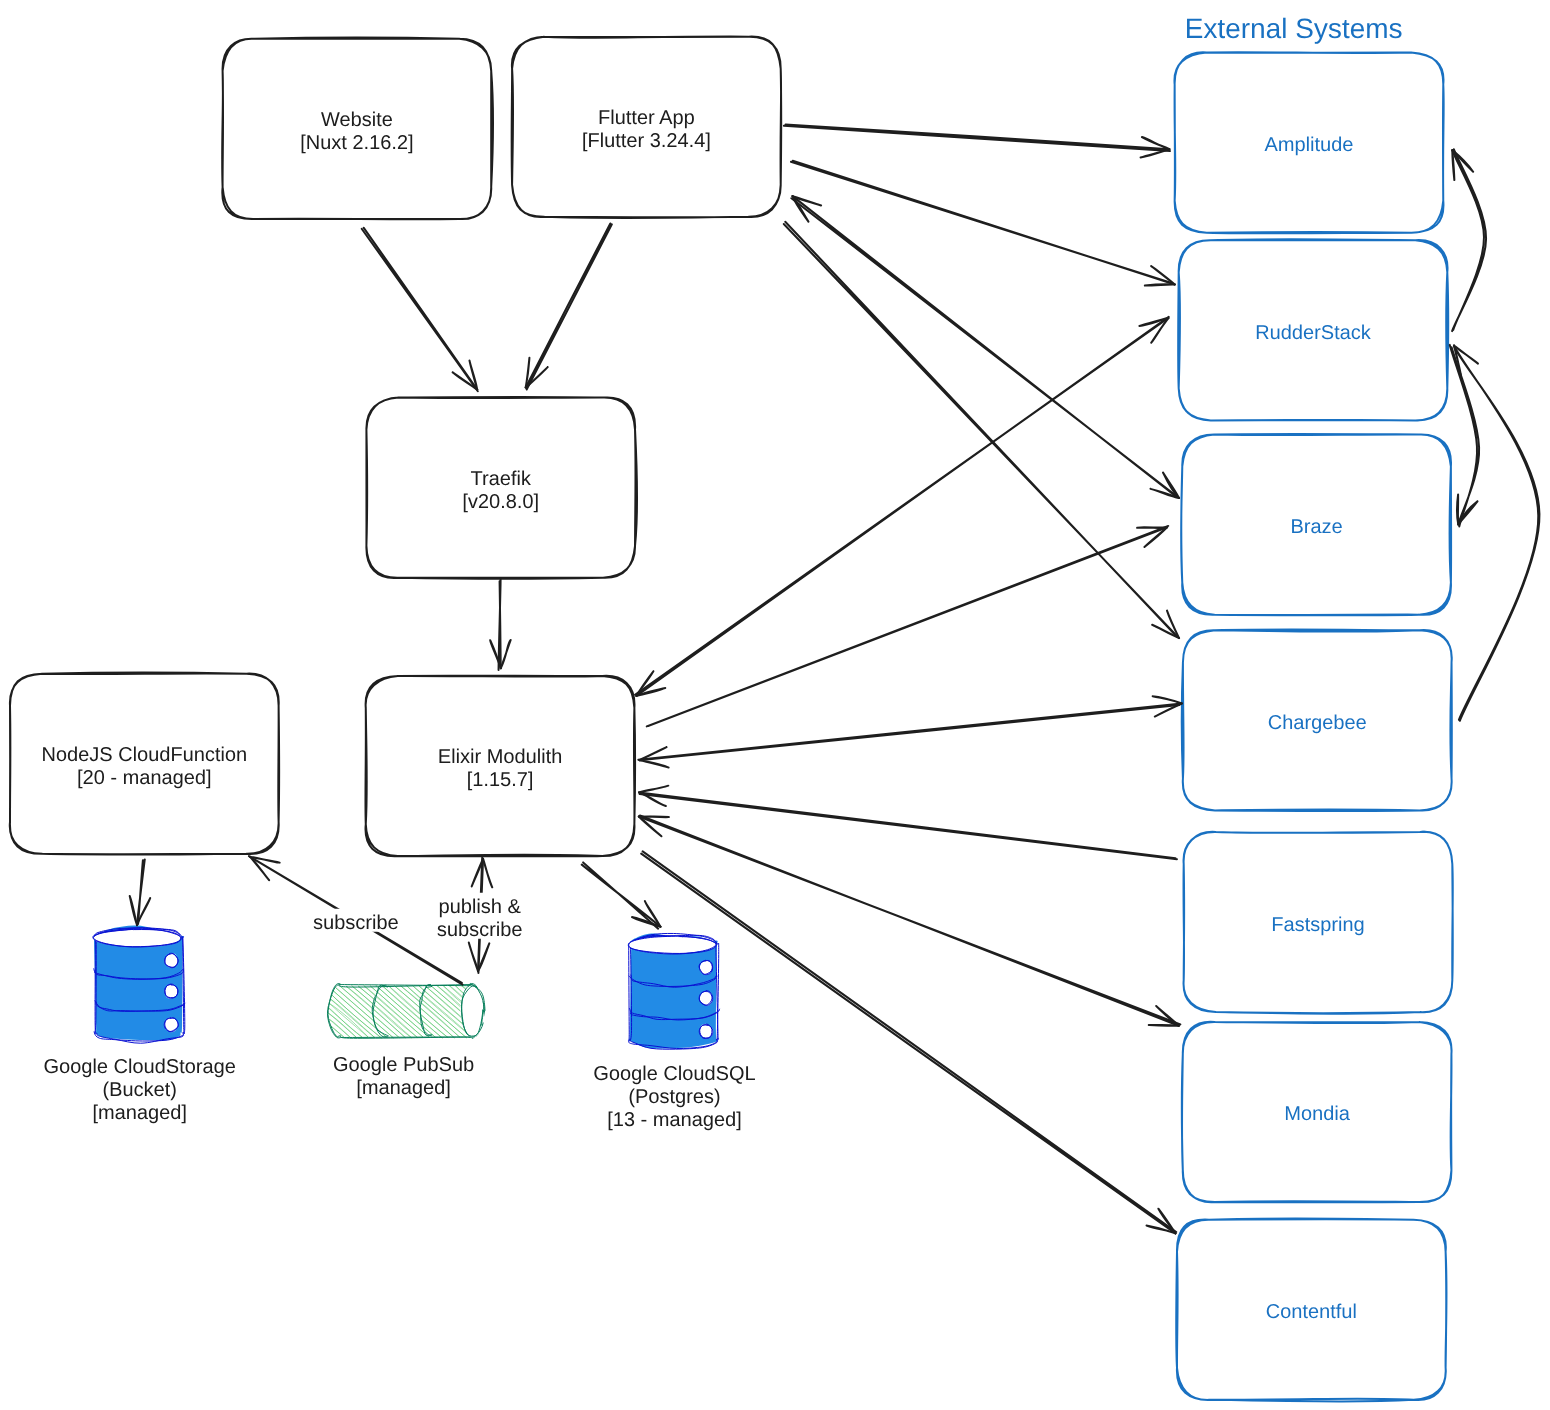 External Systems
Website
[Nuxt 2.16.2]
Flutter App
[Flutter 3.24.4]
Amplitude
RudderStack
Traefik
[v20.8.0]
Braze
Chargebee
NodeJS CloudFunction
[20 - managed]
Elixir Modulith
[1.15.7]
subscribe
publish &
subscribe
Fastspring
Google CloudStorage
(Bucket)
[managed]
Google PubSub
[managed]
Google CloudSQL
(Postgres)
[13 - managed]
Mondia
Contentful